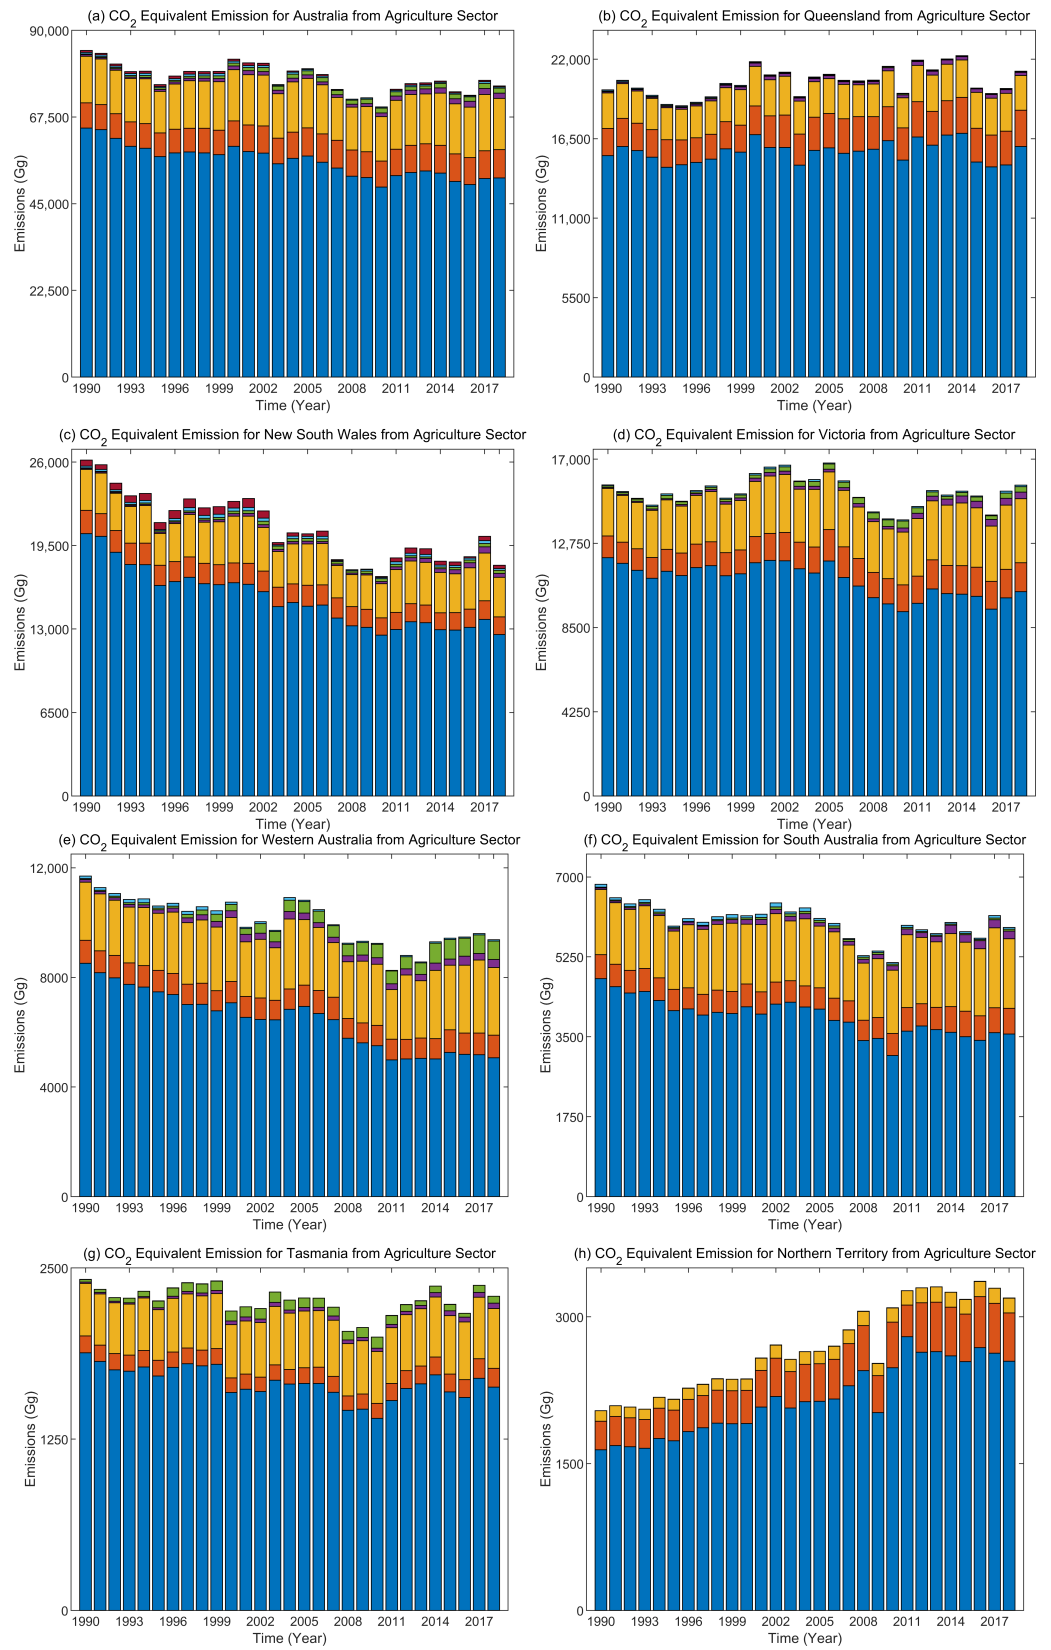 (a) CO2 Equivalent Emission for Australia from Agriculture Sector
90,000
67,500
45,000
22,500
0
Emissions (Gg)
1990 1993 1996 1999 2002 2005 2008 2011 2014 2017
Time (Year)
(b) CO2 Equivalent Emission for Queensland from Agriculture Sector
22,000
16,500
11,000
5500
0
Emissions (Gg)
1990 1993 1996 1999 2002 2005 2008 2011 2014 2017
Time (Year)
(c) CO2 Equivalent Emission for New South Wales from Agriculture Sector
26,000
19,500
13,000
6500
0
Emissions (Gg)
1990 1993 1996 1999 2002 2005 2008 2011 2014 2017
Time (Year)
(d) CO2 Equivalent Emission for Victoria from Agriculture Sector
17,000
12,750
8500
4250
0
Emissions (Gg)
1990 1993 1996 1999 2002 2005 2008 2011 2014 2017
Time (Year)
(e) CO2 Equivalent Emission for Western Australia from Agriculture Sector
12,000
8000
4000
0
Emissions (Gg)
1990 1993 1996 1999 2002 2005 2008 2011 2014 2017
Time (Year)
(f) CO2 Equivalent Emission for South Australia from Agriculture Sector
7000
5250
3500
1750
0
Emissions (Gg)
1990 1993 1996 1999 2002 2005 2008 2011 2014 2017
Time (Year)
(g) CO2 Equivalent Emission for Tasmania from Agriculture Sector
2500
1250
0
Emissions (Gg)
1990 1993 1996 1999 2002 2005 2008 2011 2014 2017
Time (Year)
(h) CO2 Equivalent Emission for Northern Territory from Agriculture Sector
3000
1500
0
Emissions (Gg)
1990 1993 1996 1999 2002 2005 2008 2011 2014 2017
Time (Year)